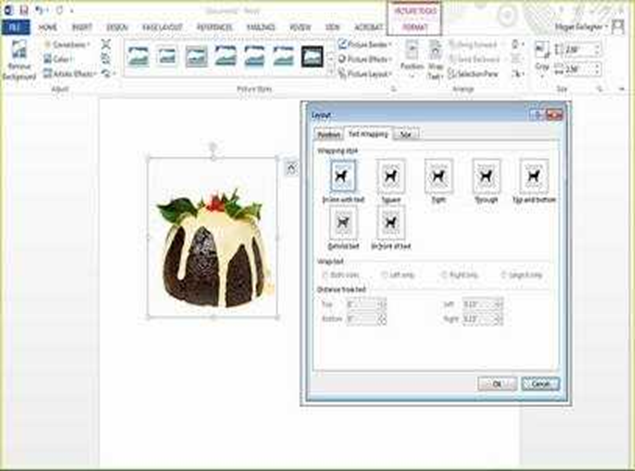 Document1 - Word
PICTURE TOOLS
FILE
HOME
INSERT
DESIGN
PAGE LAYOUT
REFERENCES
MAILINGS
REVIEW
VIEW
ACROBAT
FORMAT
Megan Gallagher
Remove
Background
Corrections
Color
Artistic Effects
Adjust
Picture Styles
Picture Border
Picture Effects
Picture Layout
Position
Wrap
Text
Bring Forward
Send Backward
Selection Pane
Arrange
Crop
Size
Layout
Position
Text Wrapping
Size
Wrapping style
In line with text
Square
Tight
Through
Top and bottom
Behind text
In front of text
Wrap text
Both sides
Left only
Right only
Largest only
Distance from text
Top
0"
Left
0.13"
Bottom
0"
Right
0.13"
OK
Cancel